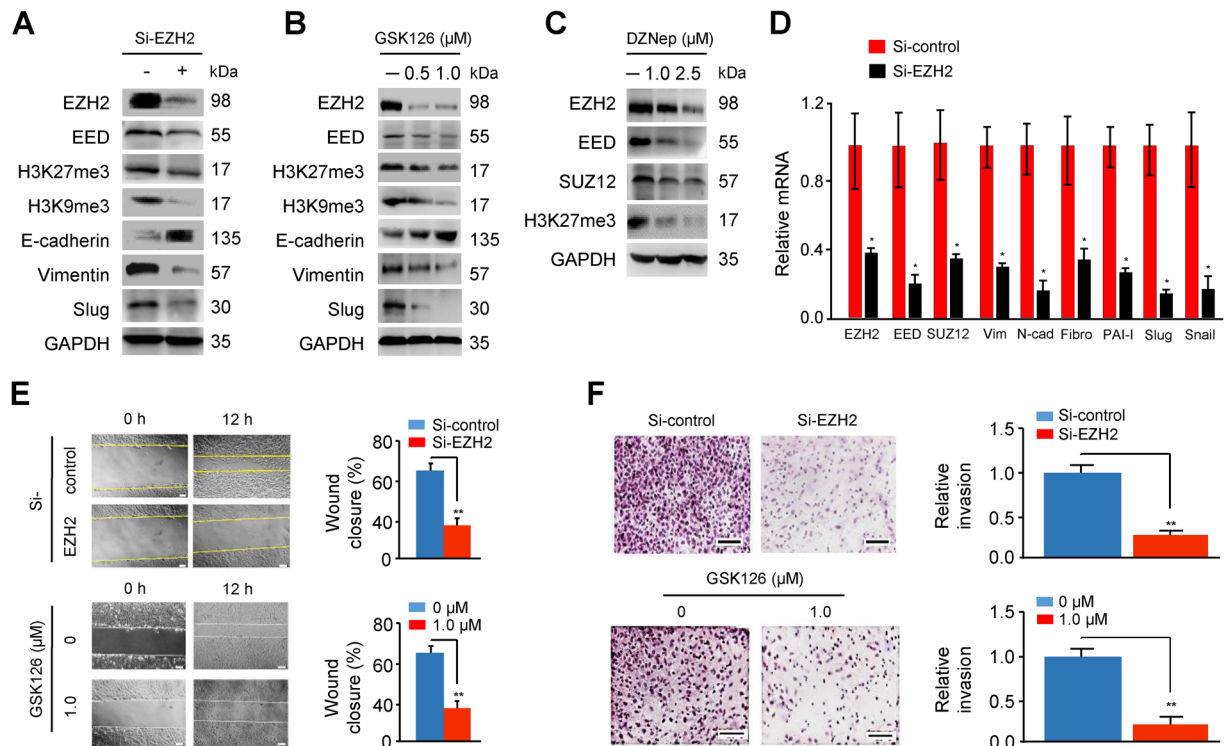 A
Si-EZH2
- + kDa
EZH2 98
EED 55
H3K27me3 17
H3K9me3 17
E-cadherin 135
Vimentin 57
Slug 30
GAPDH 35
B
GSK126 (µM)
— 0.5 1.0 kDa
EZH2 98
EED 55
H3K27me3 17
H3K9me3 17
E-cadherin 135
Vimentin 57
Slug 30
GAPDH 35
C
DZNep (µM)
— 1.0 2.5 kDa
EZH2 98
EED 55
SUZ12 57
H3K27me3 17
GAPDH 35
D
Si-control
Si-EZH2
Relative mRNA
1.2
0.8
0.4
0.0
* * * * * * * * *
EZH2 EED SUZ12 Vim N-cad Fibro PAI-I Slug Snail
E
0 h 12 h
Si-
control
EZH2
Si-control
Si-EZH2
Wound
closure (%)
80
60
40
0
**
0 h 12 h
GSK126 (µM)
0
1.0
0 µM
1.0 µM
Wound
closure (%)
80
60
40
0
**
F
Si-control Si-EZH2
Si-control
Si-EZH2
Relative
invasion
1.5
1.0
0.5
0.0
**
GSK126 (µM)
0 1.0
0 µM
1.0 µM
Relative
invasion
1.5
1.0
0.5
0.0
**